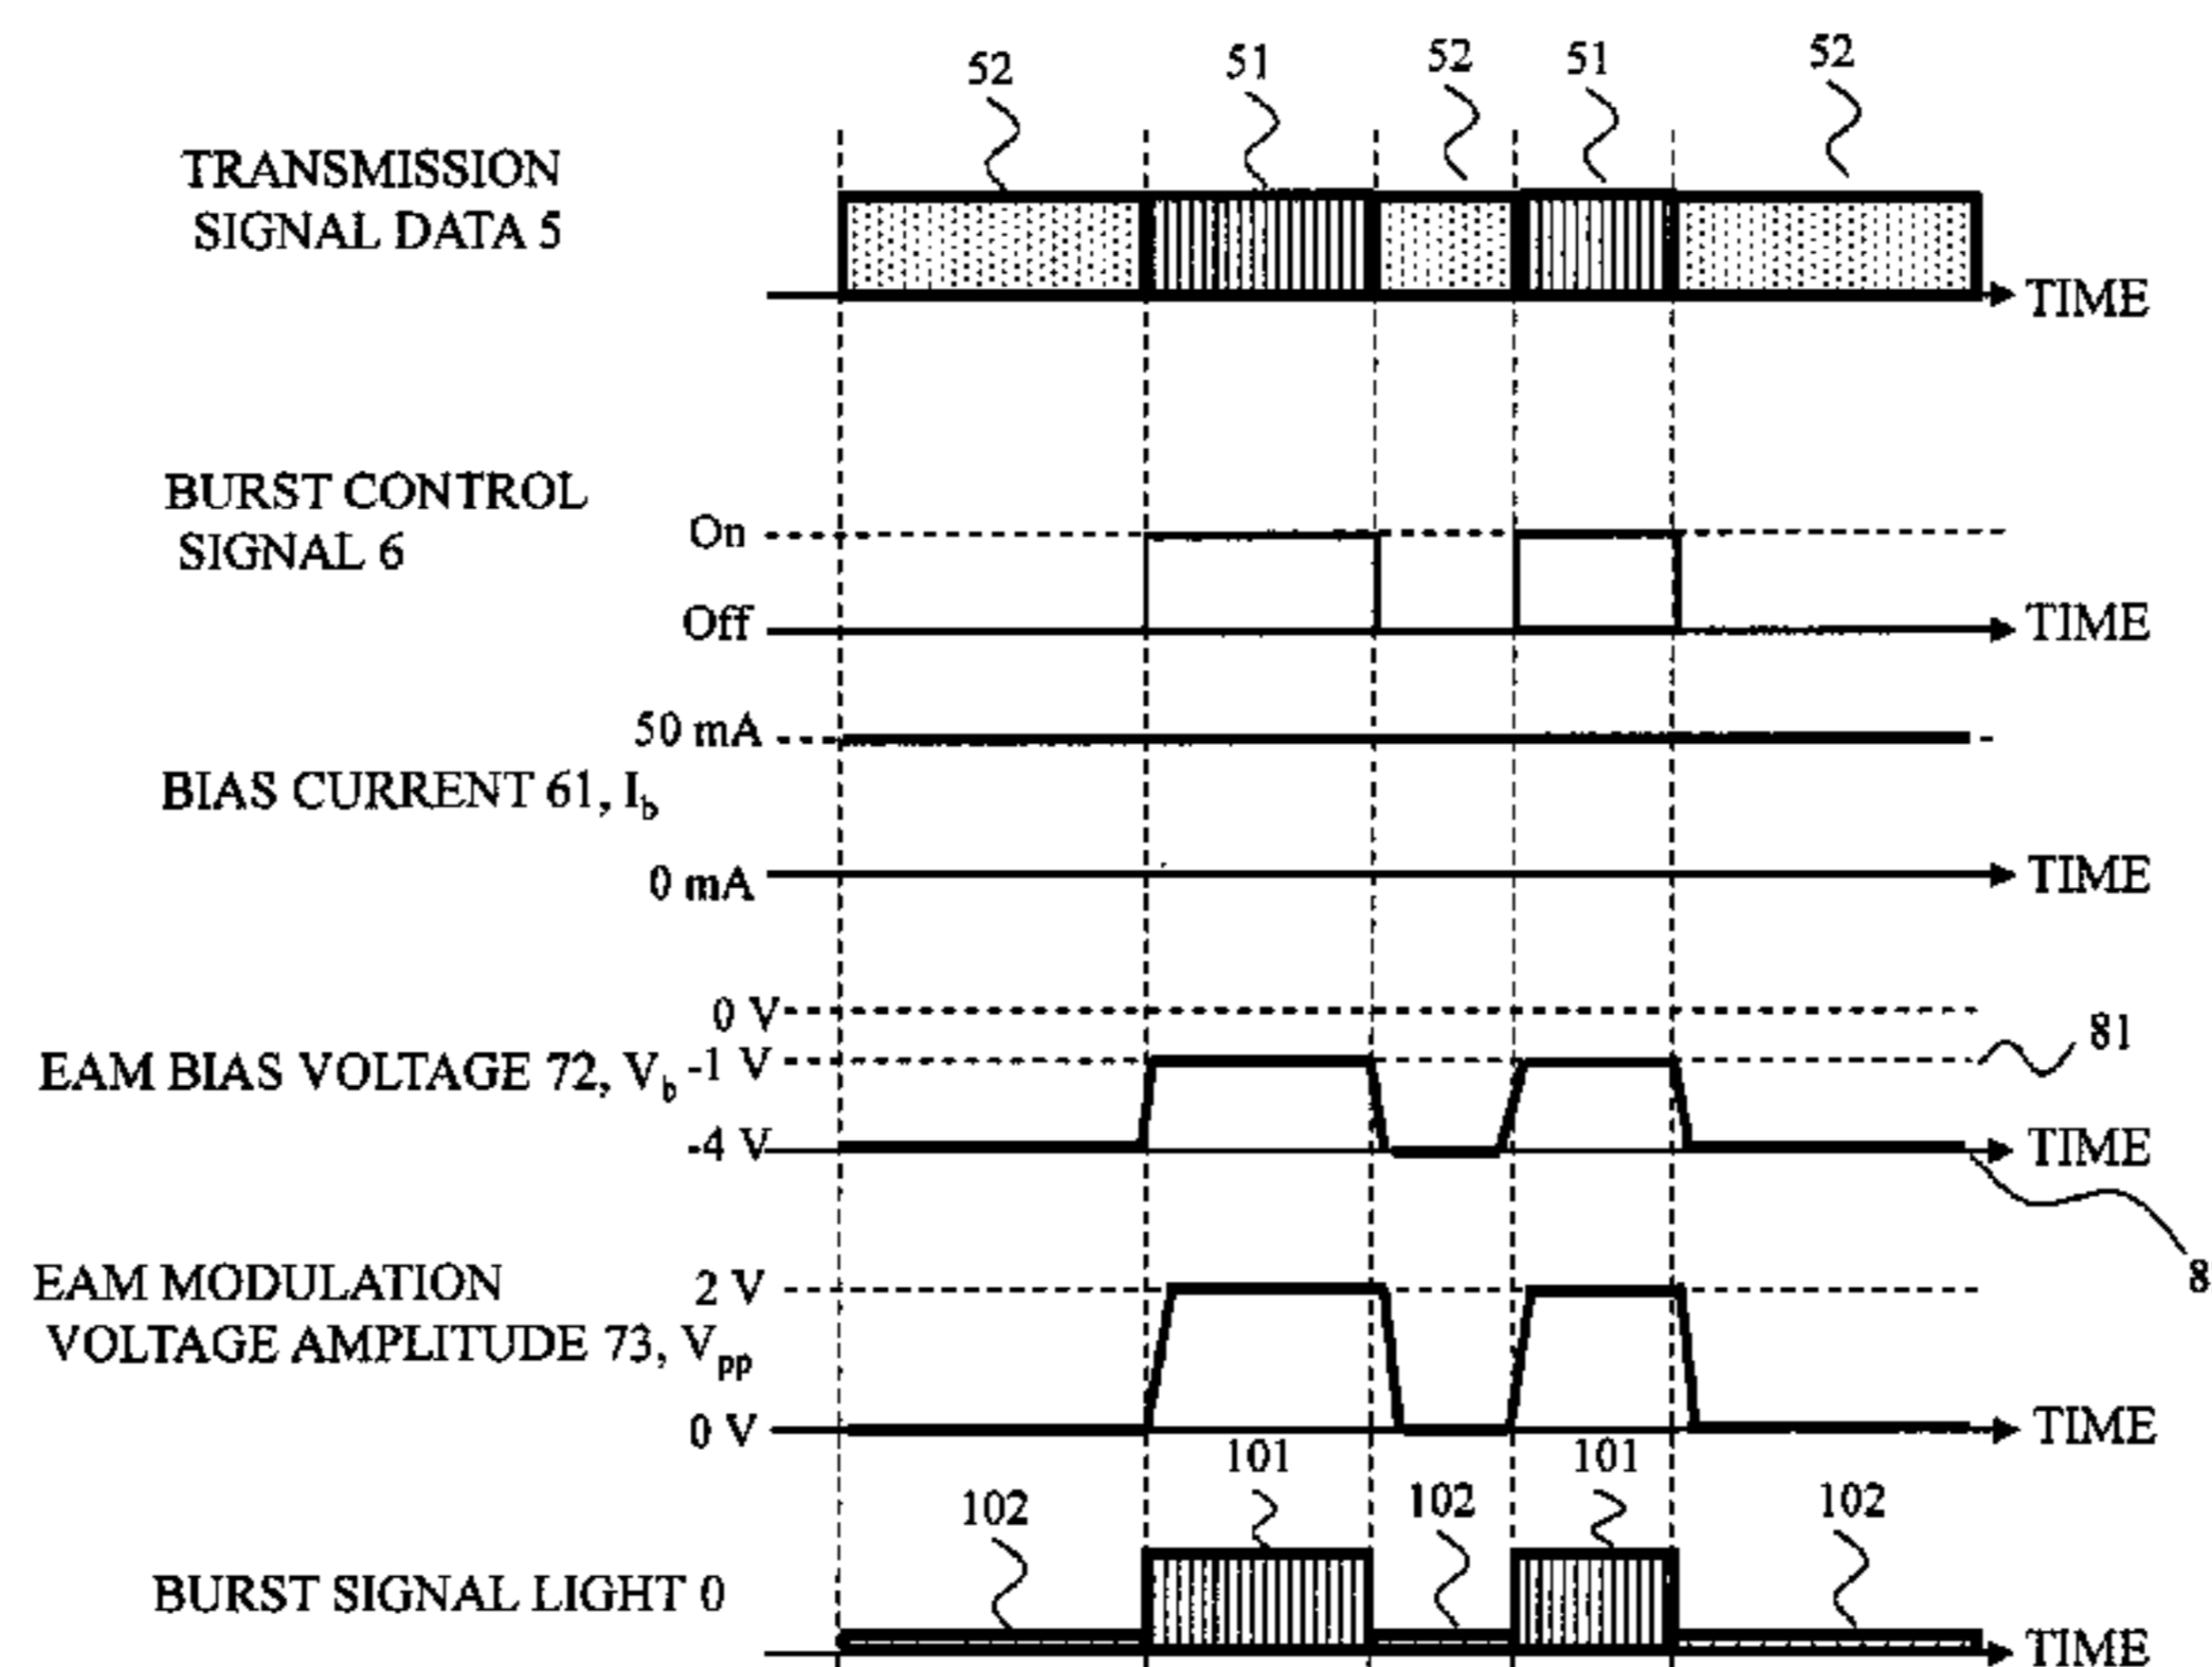 52 51 52 51 52
TRANSMISSION
SIGNAL DATA 5
TIME
BURST CONTROL
SIGNAL 6
On
Off
TIME
50 mA
BIAS CURRENT 61, Ib
0 mA
TIME
0 V
81
EAM BIAS VOLTAGE 72, Vb
-1 V
-4 V
TIME
8
EAM MODULATION
VOLTAGE AMPLITUDE 73, Vpp
2 V
0 V
TIME
101 101
102 102 102
BURST SIGNAL LIGHT 0
TIME